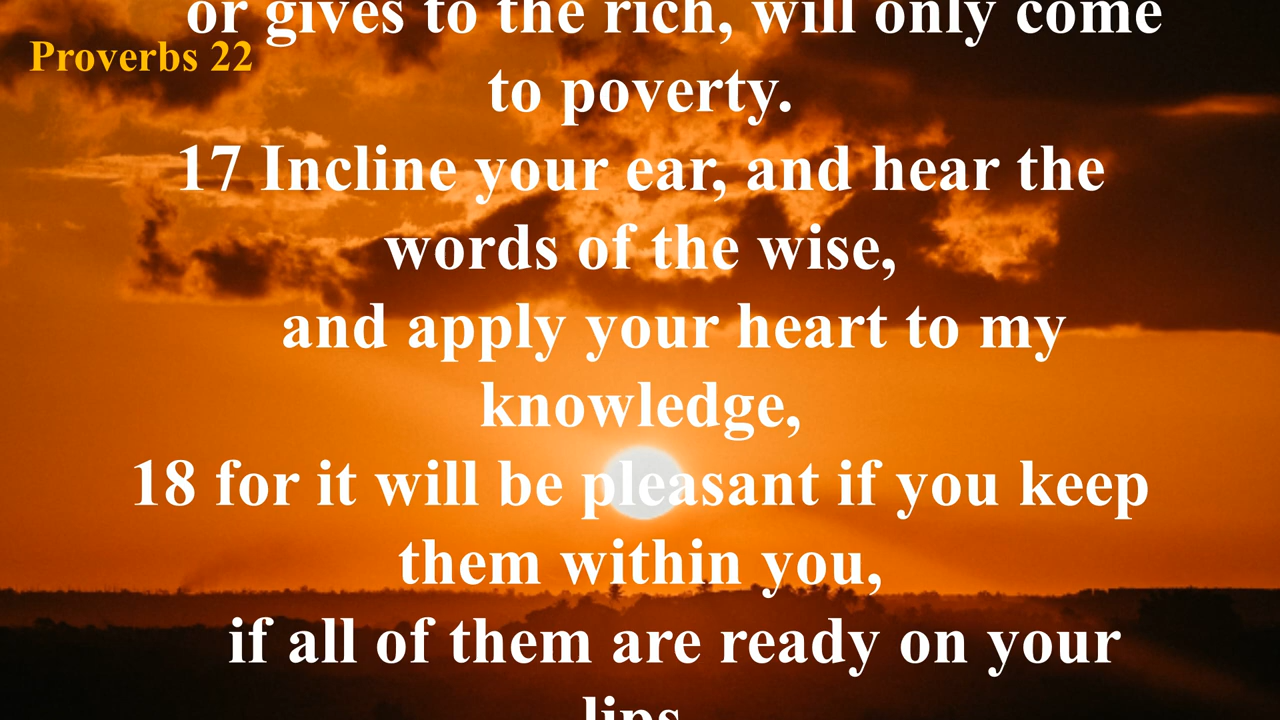 or gives to the rich, will only come
Proverbs 22
to poverty.
17 Incline your ear, and hear the
words of the wise,
and apply your heart to my
knowledge,
18 for it will be pleasant if you keep
them within you,
if all of them are ready on your
lips